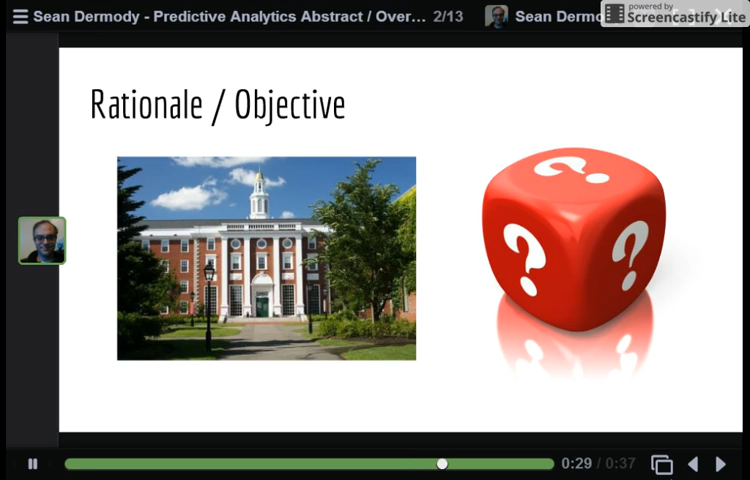 Sean Dermody - Predictive Analytics Abstract / Over... 2/13
Sean Dermo
powered by
Screencastify Lite
Rationale / Objective
? ? ?
0:29 / 0:37